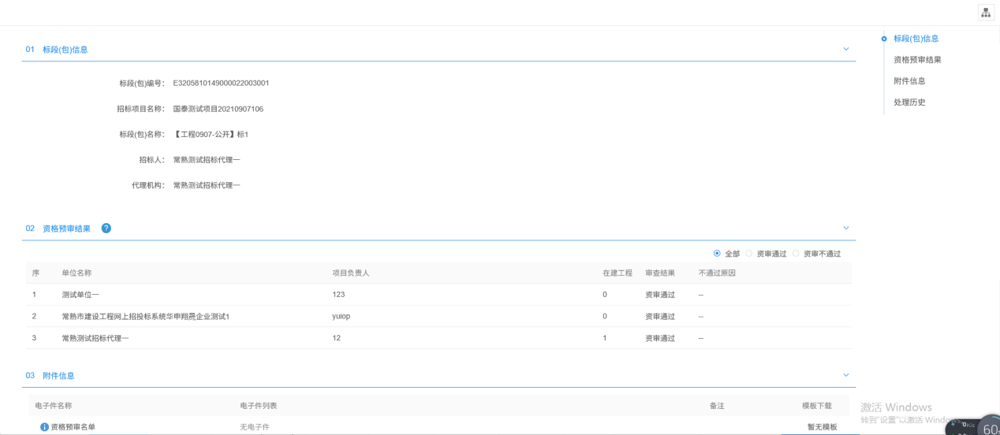 01 标段(包)信息
标段(包)编号： E3205810149000022003001
招标项目名称： 国泰测试项目20210907106
标段(包)名称： 【工程0907-公开】标1
招标人： 常熟测试招标代理一
代理机构： 常熟测试招标代理一
标段(包)信息
资格预审结果
附件信息
处理历史
02 资格预审结果 ?
全部 资审通过 资审不通过
序 单位名称 项目负责人 在建工程 审查结果 不通过原因
1 测试单位一 123 0 资审通过 --
2 常熟市建设工程网上招投标系统华申翔晟企业测试1 yuiop 0 资审通过 --
3 常熟测试招标代理一 12 1 资审通过 --
03 附件信息
电子件名称 电子件列表 备注 模板下载
资格预审名单 无电子件 暂无模板
激活 Windows
转到"设置"以激活 Windows
0K/s
60